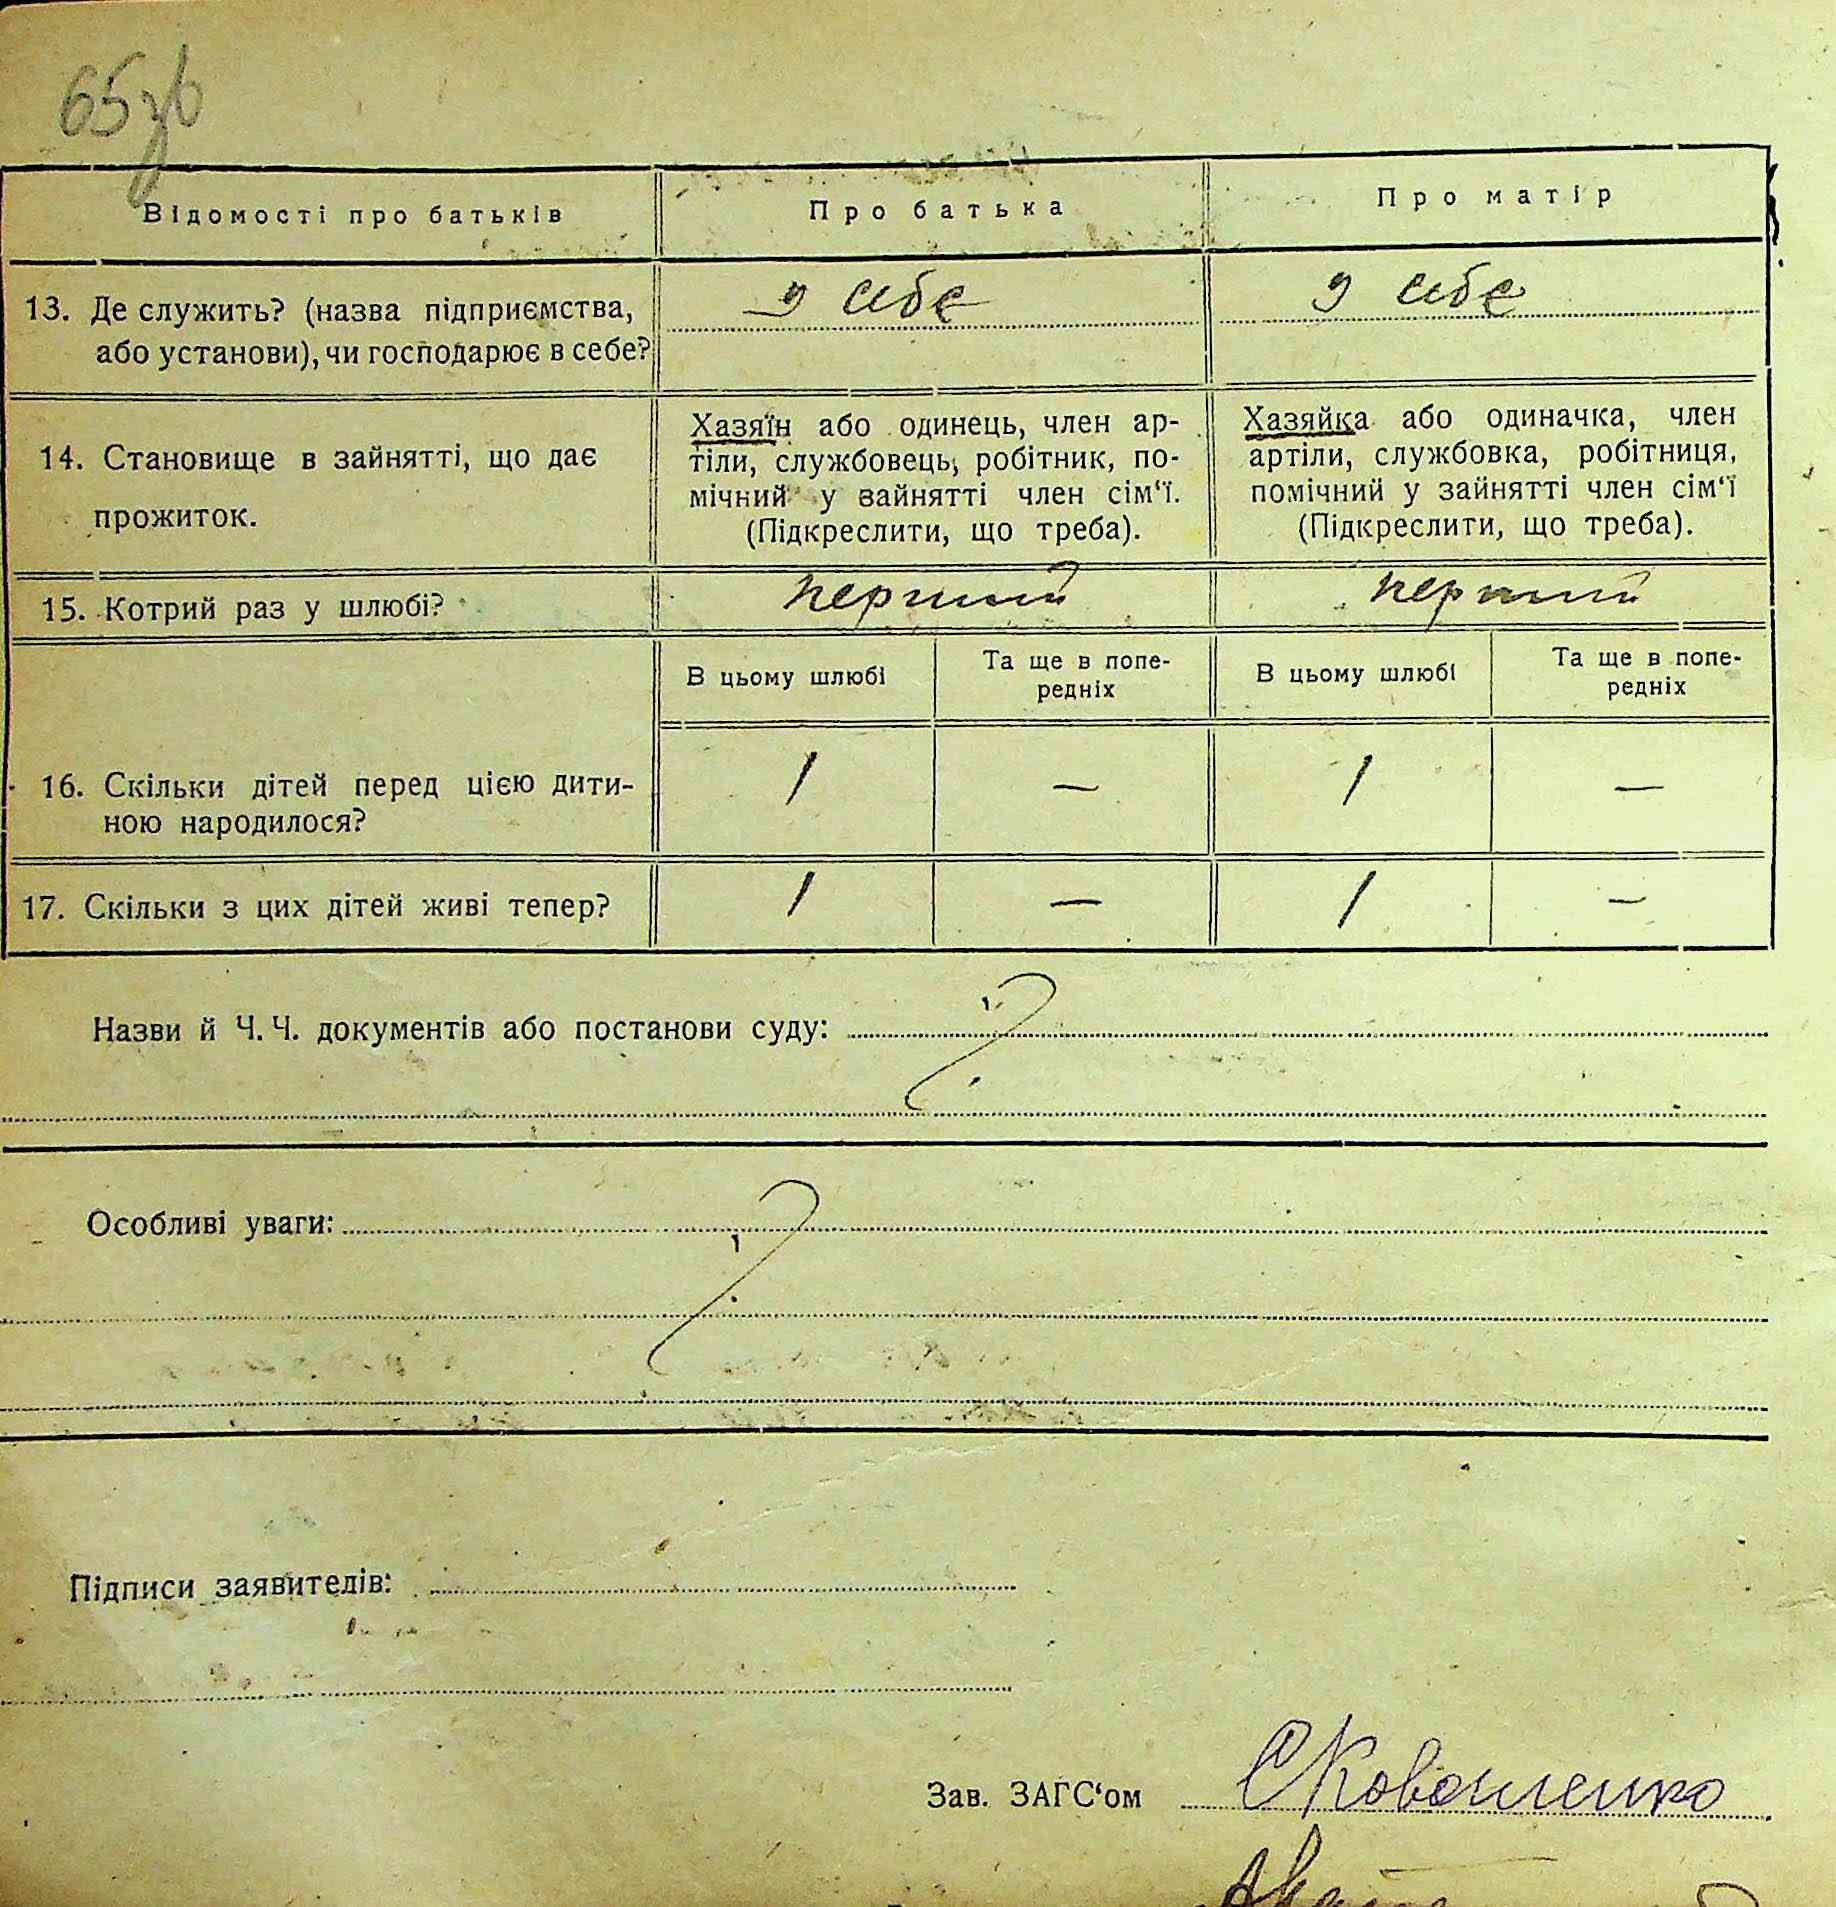 65зв
Відомості про батьків Про батька Про матір
13. Де служить? (назва підприємства, у себе у себе
або установи), чи господарює в себе?
14. Становище в зайнятті, що дає
прожиток.
Хазяїн або одинець, член ар-
тіли, службовець, робітник, по-
мічний у зайнятті член сім‘ї.
(Підкреслити, що треба).
Хазяйка або одиначка, член
артіли, службовка, робітниця,
помічний у зайнятті член сім‘ї
(Підкреслити, що треба).
15. Котрий раз у шлюбі? перший перший
В цьому шлюбі
Та ще в попе-
редніх
В цьому шлюбі
Та ще в попе-
редніх
16. Скільки дітей перед цією дити-
ною народилося?
1 — 1 —
17. Скільки з цих дітей живі тепер? 1 — 1 —
Назви й Ч. Ч. документів або постанови суду:
Особливі уваги:
Підписи заявителів:
Зав. ЗАГС‘ом